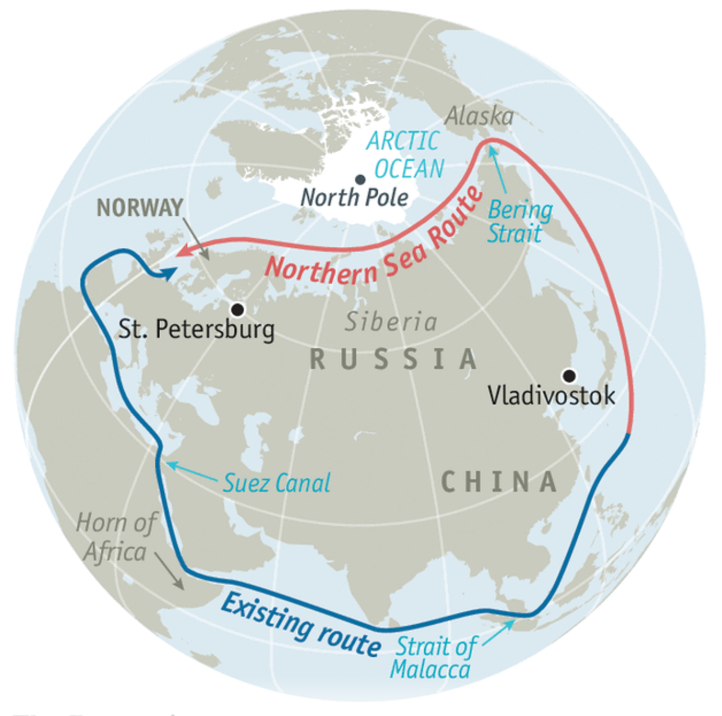 Alaska
ARCTIC
OCEAN
North Pole
NORWAY
Bering
Strait
Northern Sea Route
St. Petersburg
Siberia
RUSSIA
Vladivostok
Suez Canal
CHINA
Horn of
Africa
Existing route
Strait of
Malacca